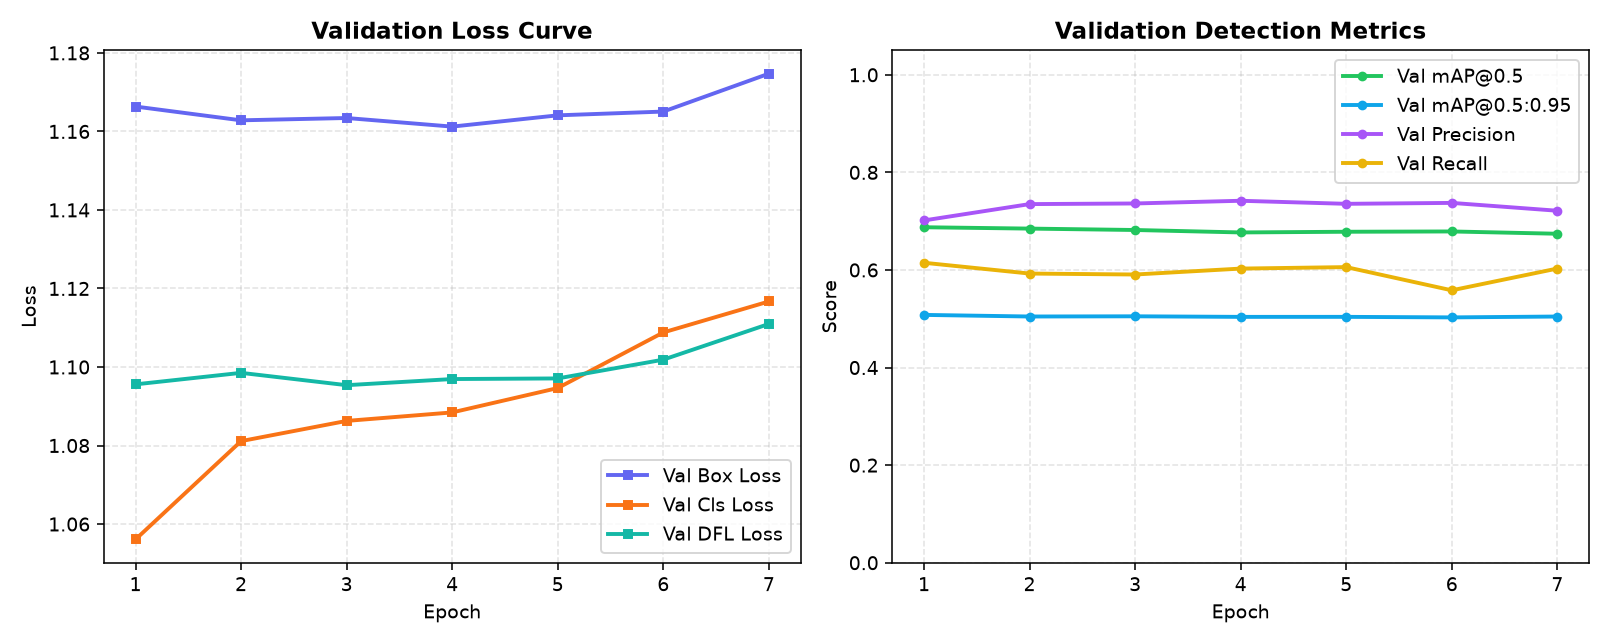 Validation Loss Curve
1.18
1.16
1.14
1.12
1.10
1.08
1.06
Loss
1 2 3 4 5 6 7
Epoch
Val Box Loss
Val Cls Loss
Val DFL Loss
Validation Detection Metrics
1.0
0.8
0.6
0.4
0.2
0.0
Score
1 2 3 4 5 6 7
Epoch
Val mAP@0.5
Val mAP@0.5:0.95
Val Precision
Val Recall